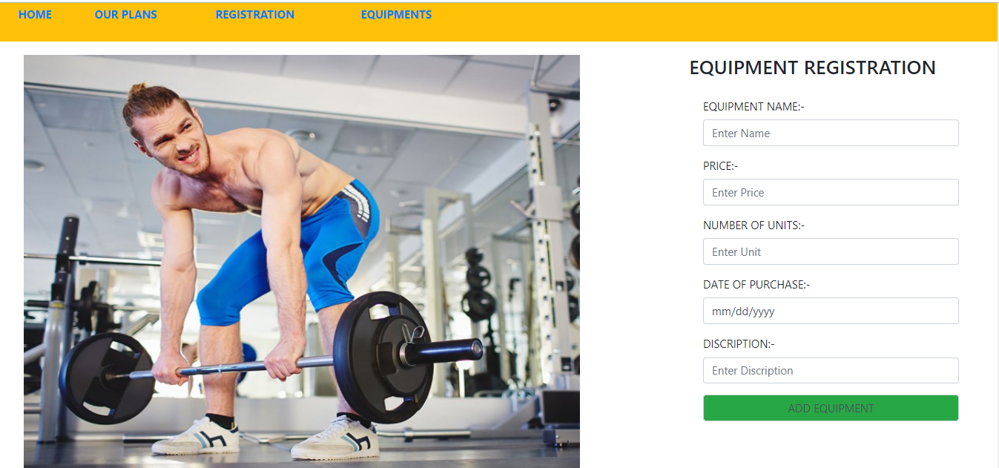 HOME OUR PLANS REGISTRATION EQUIPMENTS
EQUIPMENT REGISTRATION
EQUIPMENT NAME:-
Enter Name
PRICE:-
Enter Price
NUMBER OF UNITS:-
Enter Unit
DATE OF PURCHASE:-
mm/dd/yyyy
DISCRIPTION:-
Enter Discription
ADD EQUIPMENT